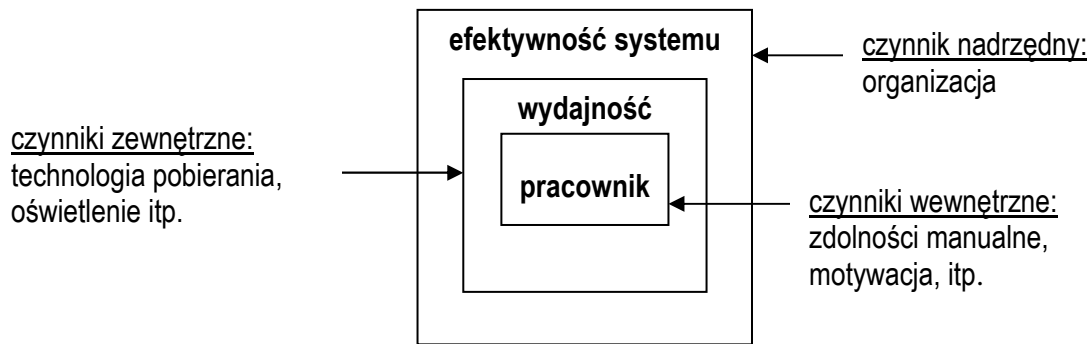 efektywność systemu
czynnik nadrzędny:
organizacja
wydajność
czynniki zewnętrzne:
technologia pobierania,
oświetlenie itp.
pracownik
czynniki wewnętrzne:
zdolności manualne,
motywacja, itp.